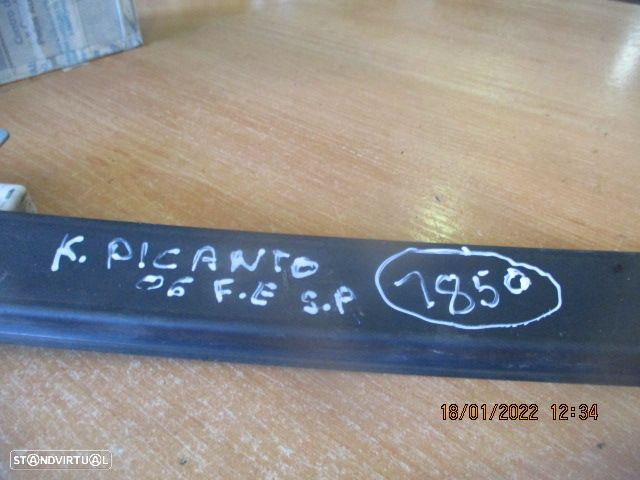 K. PICANTO
06 F.E S.P
1850
18/01/2022 12:34
STANDVIRTUAL